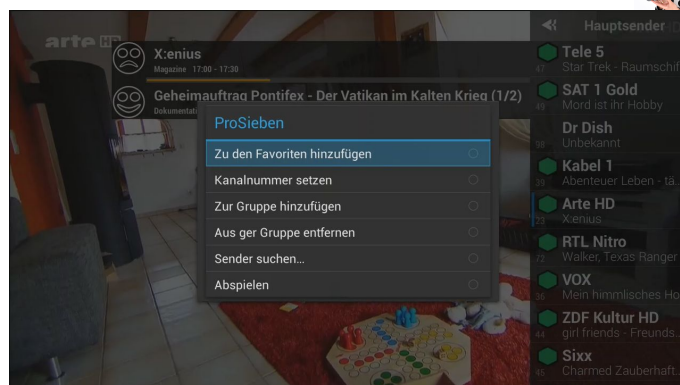 arte HD
X:enius
Magazine 17:00 - 17:30
Geheimauftrag Pontifex - Der Vatikan im Kalten Krieg (1/2)
Dokumentati
ProSieben
Zu den Favoriten hinzufügen
Kanalnummer setzen
Zur Gruppe hinzufügen
Aus ger Gruppe entfernen
Sender suchen...
Abspielen
Hauptsender
Tele 5
47 Star Trek - Raumschif
SAT 1 Gold
49 Mord ist ihr Hobby
Dr Dish
98 Unbekannt
Kabel 1
39 Abenteuer Leben - tä..
Arte HD
23 X:enius
RTL Nitro
72 Walker, Texas Ranger
VOX
36 Mein himmlisches Ho
ZDF Kultur HD
44 girl friends - Freunds..
Sixx
45 Charmed Zauberhaft..